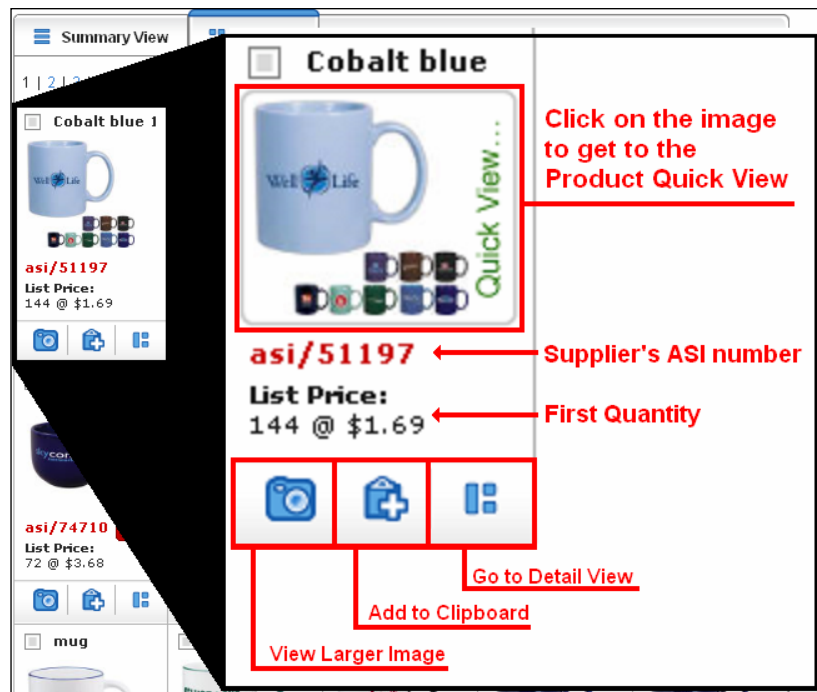 Summary View
1 | 2 |
Cobalt blue 1
Well Life
asi/51197
List Price:
144 @ $1.69
skycor
asi/74710
List Price:
72 @ $3.68
mug
Cobalt blue
Well Life
Quick View...
asi/51197
List Price:
144 @ $1.69
Click on the image
to get to the
Product Quick View
Supplier's ASI number
First Quantity
Go to Detail View
Add to Clipboard
View Larger Image